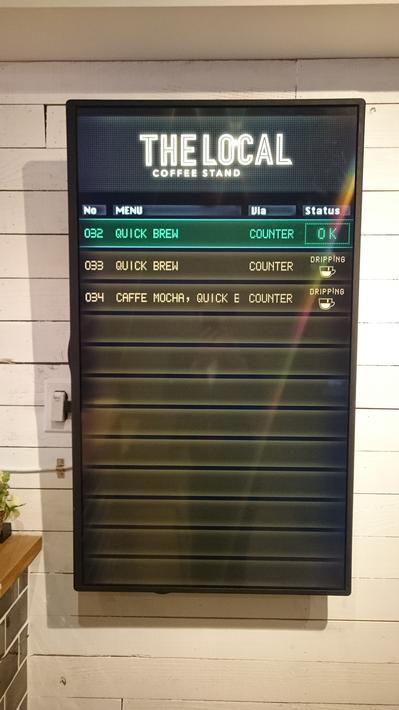 THE LOCAL
COFFEE STAND
No MENU Via Status
032 QUICK BREW COUNTER OK
033 QUICK BREW COUNTER DRIPPING
034 CAFFE MOCHA, QUICK COUNTER DRIPPING